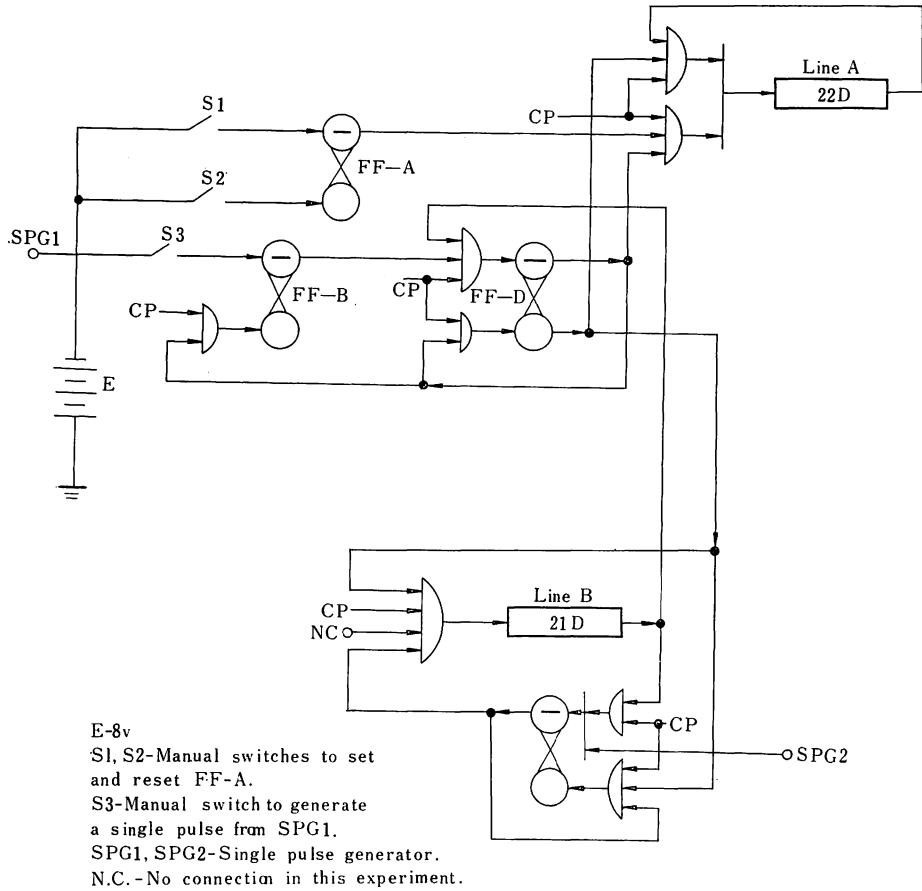 Line A
22D
CP
S1
FF-A
S2
SPG1
S3
FF-B
CP
FF-D
CP
E
Line B
21D
CP
NC
CP
SPG2
E-8v
S1, S2-Manual switches to set
and reset FF-A.
S3-Manual switch to generate
a single pulse from SPG1.
SPG1, SPG2-Single pulse generator.
N.C.-No connection in this experiment.